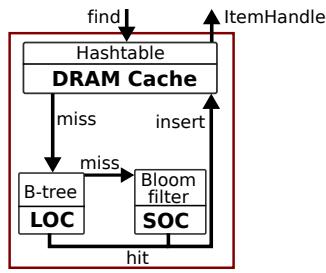 find
ItemHandle
Hashtable
DRAM Cache
miss
insert
miss
B-tree
LOC
Bloom
filter
SOC
hit